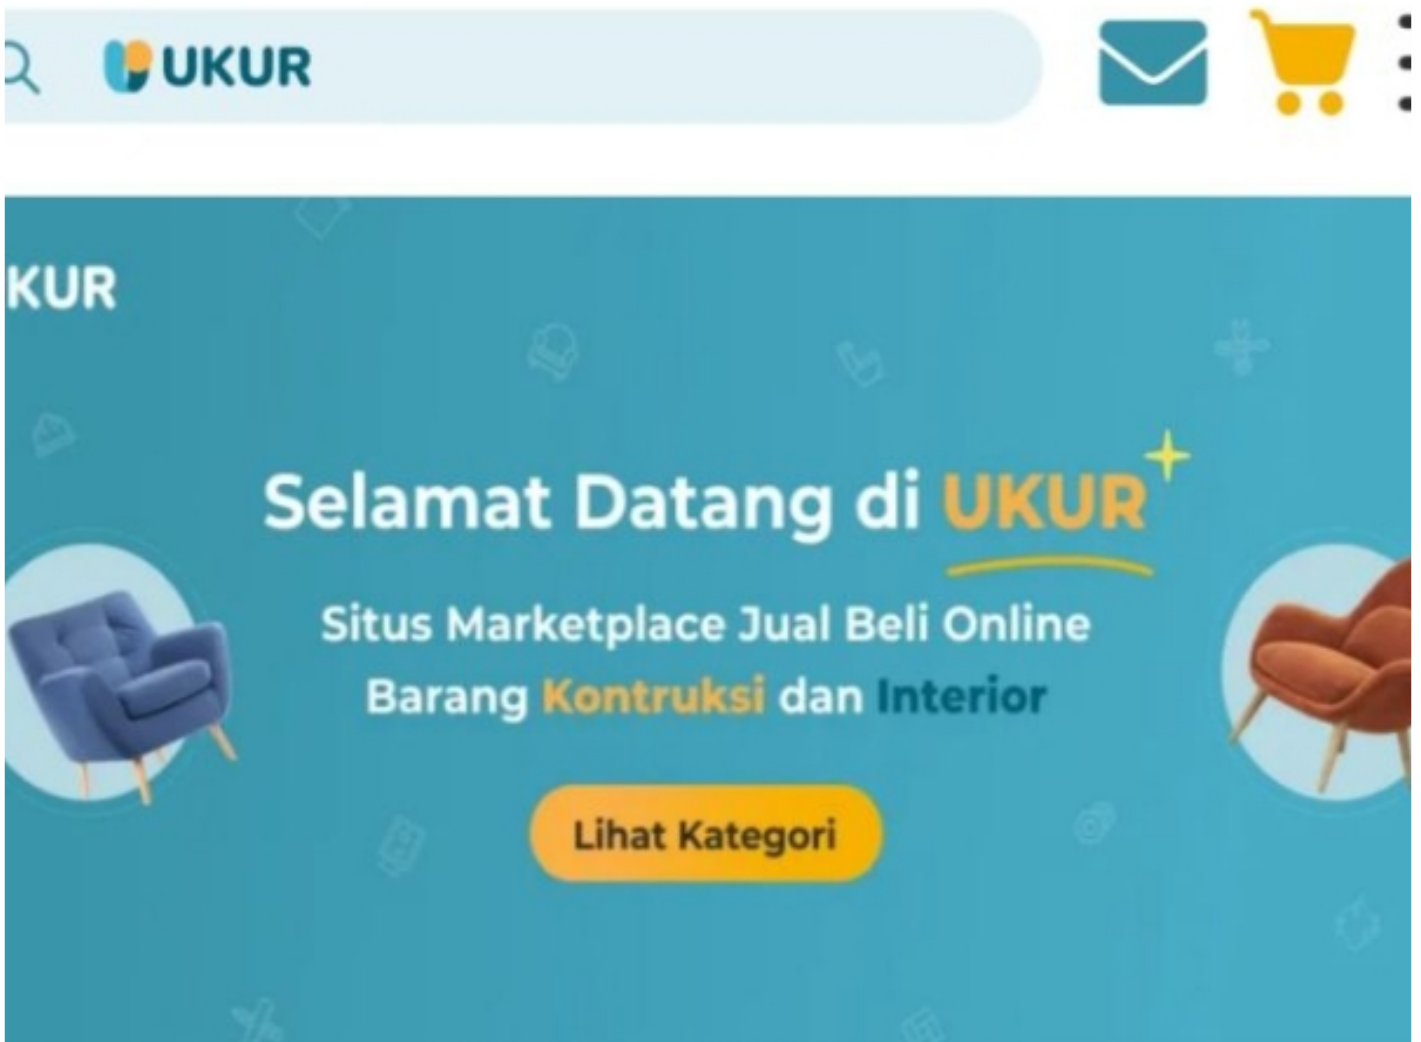 UKUR
KUR
Selamat Datang di UKUR
Situs Marketplace Jual Beli Online
Barang Kontruksi dan Interior
Lihat Kategori